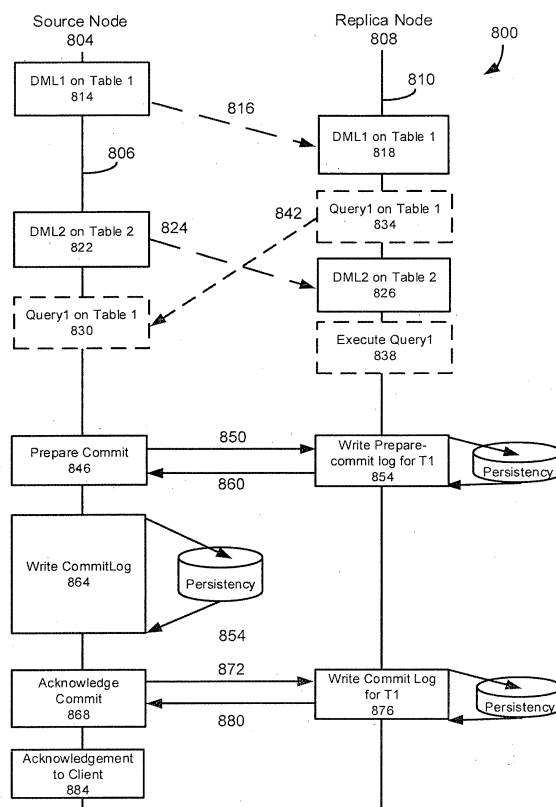 Source Node
804
Replica Node
808
800
DML1 on Table 1
814
816
810
DML1 on Table 1
818
806
842
Query1 on Table 1
834
DML2 on Table 2
822
824
DML2 on Table 2
826
Query1 on Table 1
830
Execute Query1
838
Prepare Commit
846
850
860
Write Prepare-
commit log for T1
854
Persistency
Write CommitLog
864
Persistency
854
Acknowledge
Commit
868
872
880
Write Commit Log
for T1
876
Persistency
Acknowledgement
to Client
884